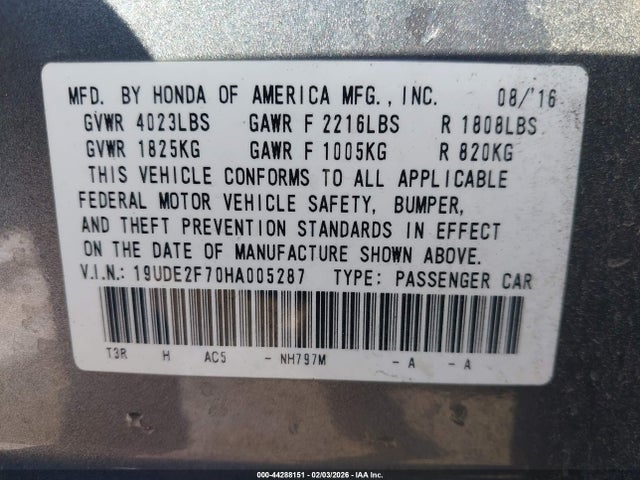 MFD. BY HONDA OF AMERICA MFG., INC. 08/'16
GVWR 4023LBS GAWR F 2216LBS R 1808LBS
GVWR 1825KG GAWR F 1005KG R 820KG
THIS VEHICLE CONFORMS TO ALL APPLICABLE
FEDERAL MOTOR VEHICLE SAFETY, BUMPER,
AND THEFT PREVENTION STANDARDS IN EFFECT
ON THE DATE OF MANUFACTURE SHOWN ABOVE.
V.I.N.: 19UDE2F70HA005287 TYPE: PASSENGER CAR
T3R H AC5 - NH797M - A - A
000-44288151 - 02/03/2026 - IAA Inc.